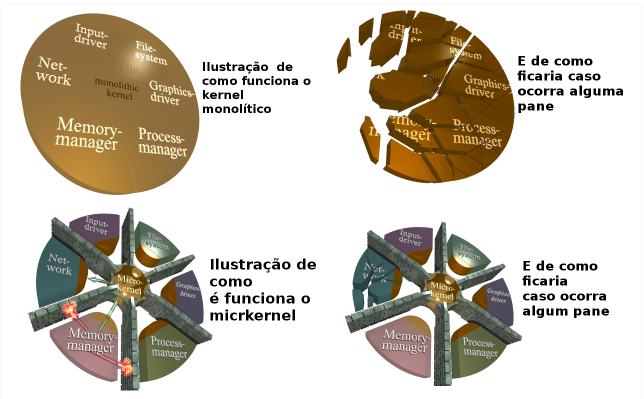 Input-
driver
File-
system
Net-
work
monolithic
kernel
Graphics-
driver
Memory-
manager
Process-
manager
Ilustração de
como funciona o
kernel
monolítico
Input-
driver
File-
system
Graphics-
driver
Memory-
manager
Process-
manager
E de como
ficaria caso
ocorra alguma
pane
Input-
driver
File-
system
Net-
work
Micro-
kernel
Graphics-
driver
Memory-
manager
Process-
manager
Ilustração de
como
é funciona o
micrkernel
Input-
driver
File-
system
Net-
work
Micro-
kernel
Graphics-
driver
Memory-
manager
Process-
manager
E de como
ficaria
caso ocorra
algum pane